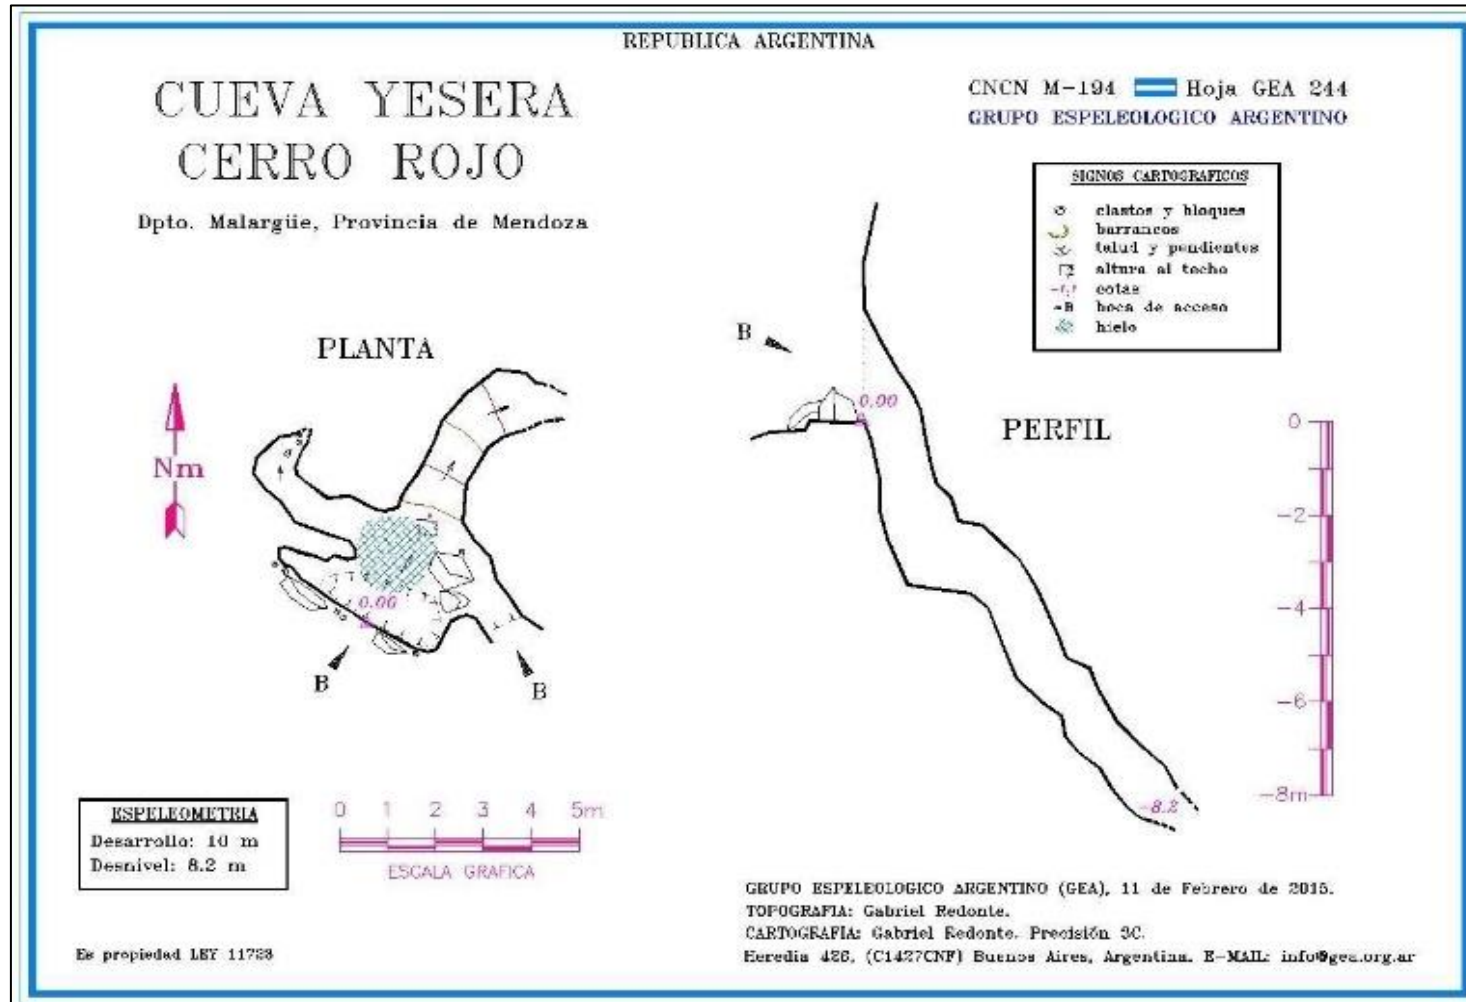 REPUBLICA ARGENTINA
CUEVA YESERA
CERRO ROJO
Dpto. Malargüe, Provincia de Mendoza
CNCN M-194 Hoja GEA 244
GRUPO ESPELEOLOGICO ARGENTINO
SIGNOS CARTOGRAFICOS
clastos y bloques
barrancos
talud y pendientes
altura al techo
cotas
B boca de acceso
hielo
PLANTA
Nm
0.00
B
B
B
0.00
PERFIL
0
-2
-4
-6
-8m
-8.2
ESPELEOMETRIA
Desarrollo: 10 m
Desnivel: 8.2 m
0 1 2 3 4 5m
ESCALA GRAFICA
GRUPO ESPELEOLOGICO ARGENTINO (GEA), 11 de Febrero de 2015.
TOPOGRAFIA: Gabriel Redonte.
CARTOGRAFIA: Gabriel Redonte. Precisión 3C.
Heredia 426, (C1427CNF) Buenos Aires, Argentina. E-MAIL: info@gea.org.ar
Es propiedad LEY 11723